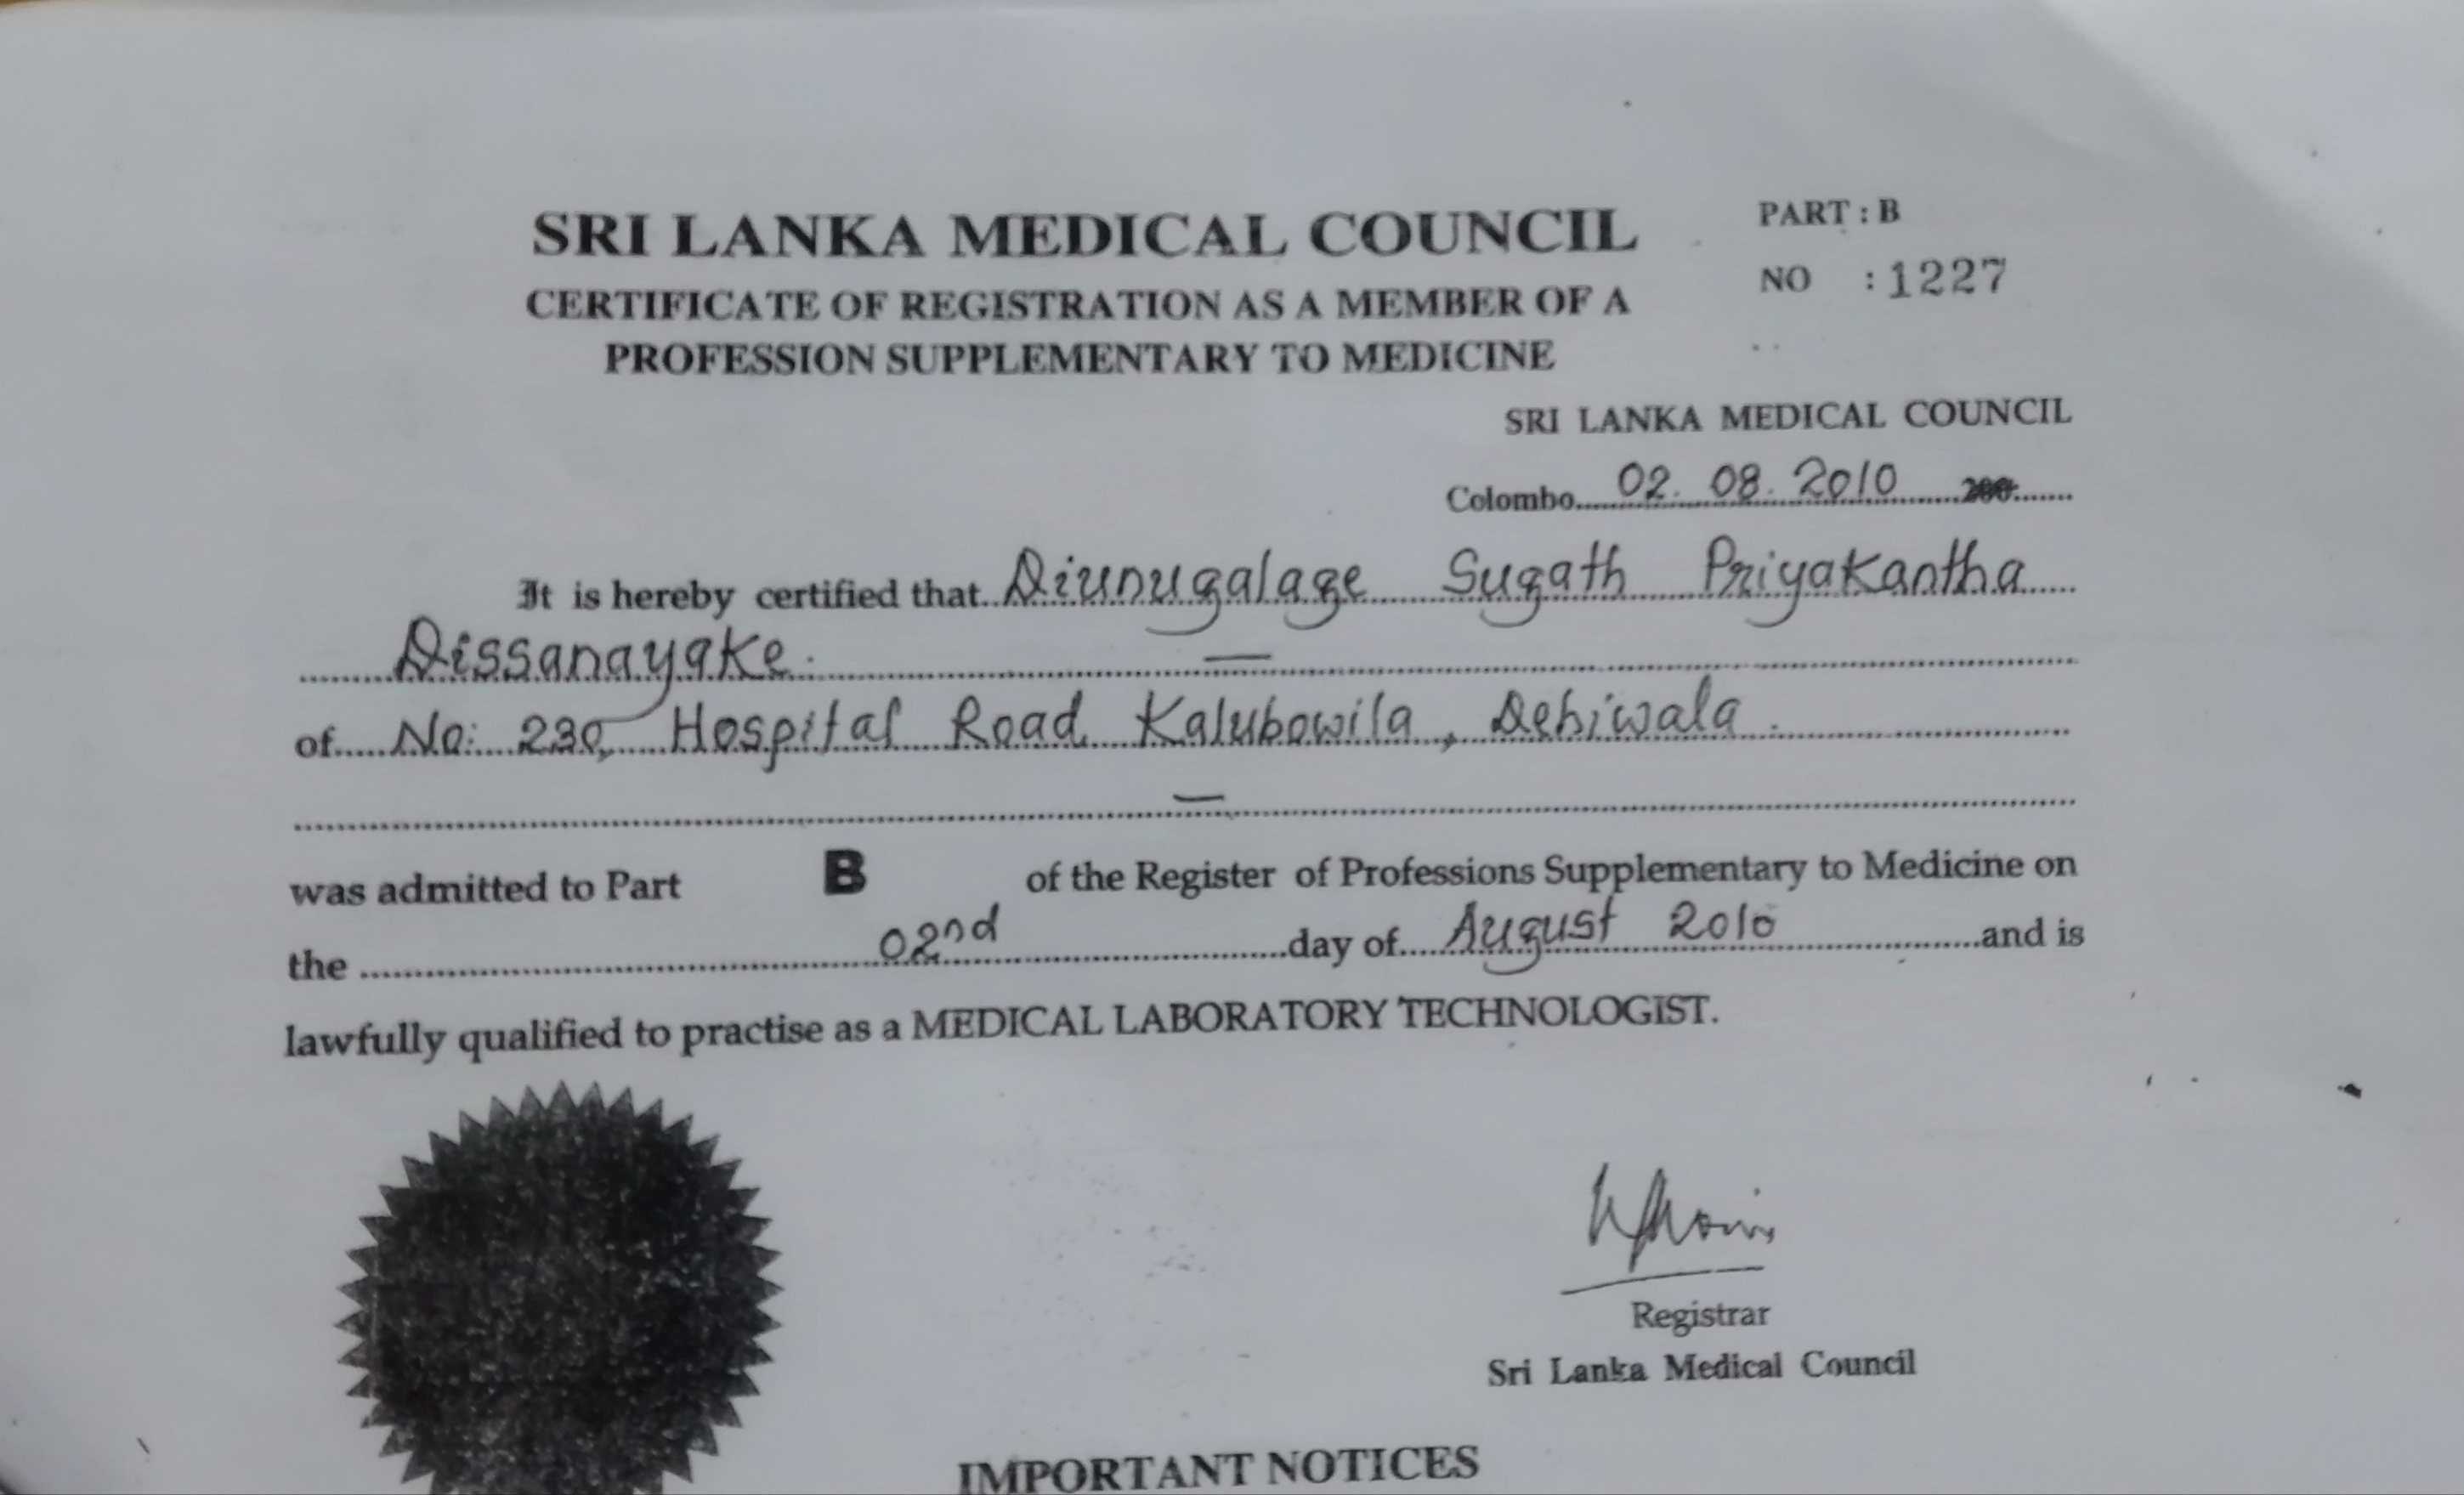 SRI LANKA MEDICAL COUNCIL
PART : B
CERTIFICATE OF REGISTRATION AS A MEMBER OF A
NO : 1227
PROFESSION SUPPLEMENTARY TO MEDICINE
SRI LANKA MEDICAL COUNCIL
Colombo 02. 08. 2010
It is hereby certified that Diunugalage Sugath Priyakantha
Dissanayake.
of No: 230, Hospital Road, Kalubowila, Dehiwala.
was admitted to Part B of the Register of Professions Supplementary to Medicine on
the 02nd day of August 2010 and is
lawfully qualified to practise as a MEDICAL LABORATORY TECHNOLOGIST.
Registrar
Sri Lanka Medical Council
IMPORTANT NOTICES